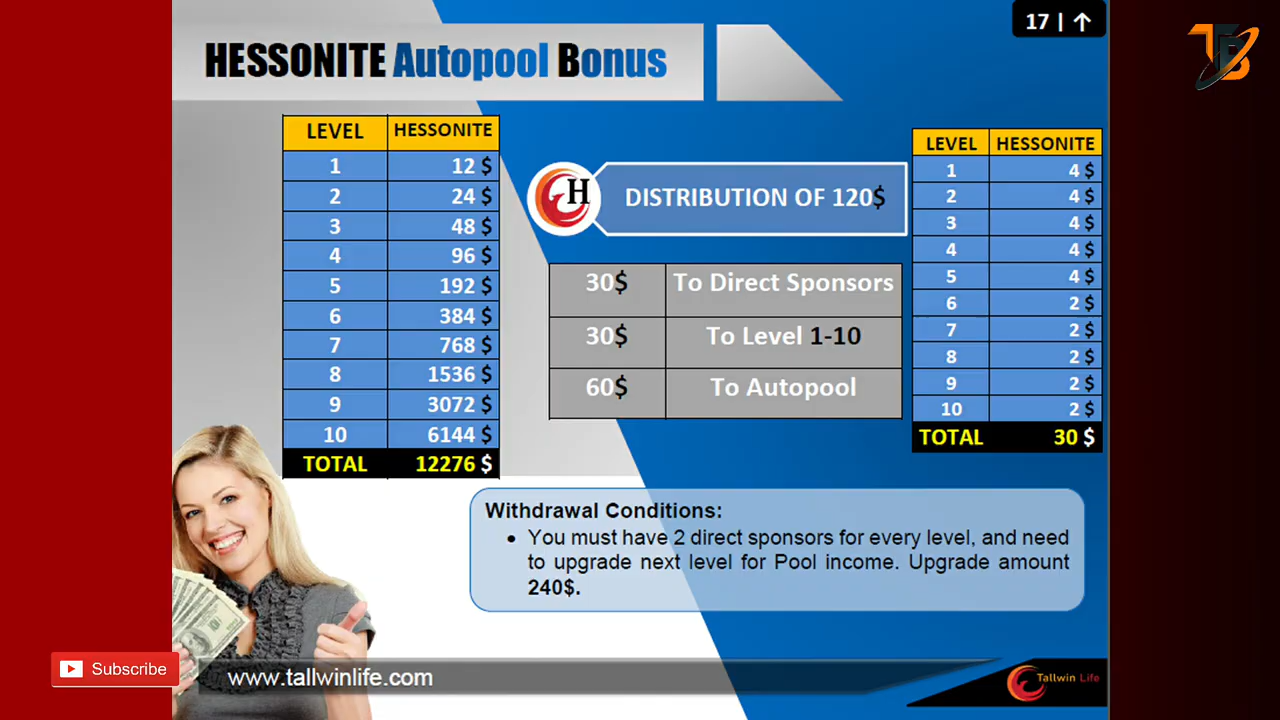 17 | ↑
TB
HESSONITE Autopool Bonus
LEVEL HESSONITE
1 12 $
2 24 $
3 48 $
4 96 $
5 192 $
6 384 $
7 768 $
8 1536 $
9 3072 $
10 6144 $
TOTAL 12276 $
H
DISTRIBUTION OF 120$
30$ To Direct Sponsors
30$ To Level 1-10
60$ To Autopool
LEVEL HESSONITE
1 4 $
2 4 $
3 4 $
4 4 $
5 4 $
6 2 $
7 2 $
8 2 $
9 2 $
10 2 $
TOTAL 30 $
Withdrawal Conditions:
• You must have 2 direct sponsors for every level, and need
to upgrade next level for Pool income. Upgrade amount
240$.
Subscribe
www.tallwinlife.com
Tallwin Life